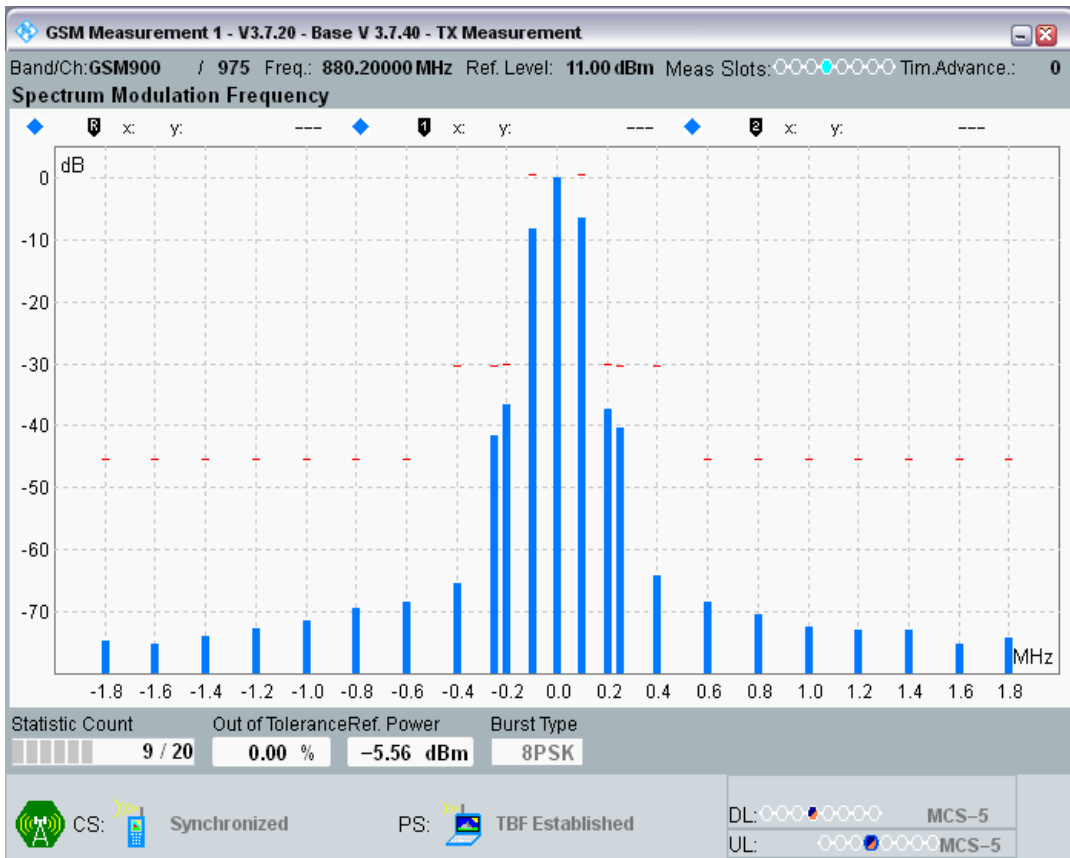 GSM Measurement 1 - V3.7.20 - Base V 3.7.40 - TX Measurement
Band/Ch:GSM900 / 975 Freq.: 880.20000 MHz Ref. Level: 11.00 dBm Meas Slots: Tim.Advance.: 0
Spectrum Modulation Frequency
R x: y: --- 1 x: y: --- 2 x: y: ---
dB
0
-10
-20
-30
-40
-50
-60
-70
MHz
-1.8 -1.6 -1.4 -1.2 -1.0 -0.8 -0.6 -0.4 -0.2 0.0 0.2 0.4 0.6 0.8 1.0 1.2 1.4 1.6 1.8
Statistic Count Out of Tolerance Ref. Power Burst Type
9 / 20 0.00 % -5.56 dBm 8PSK
CS: Synchronized PS: TBF Established DL: MCS-5
UL: MCS-5